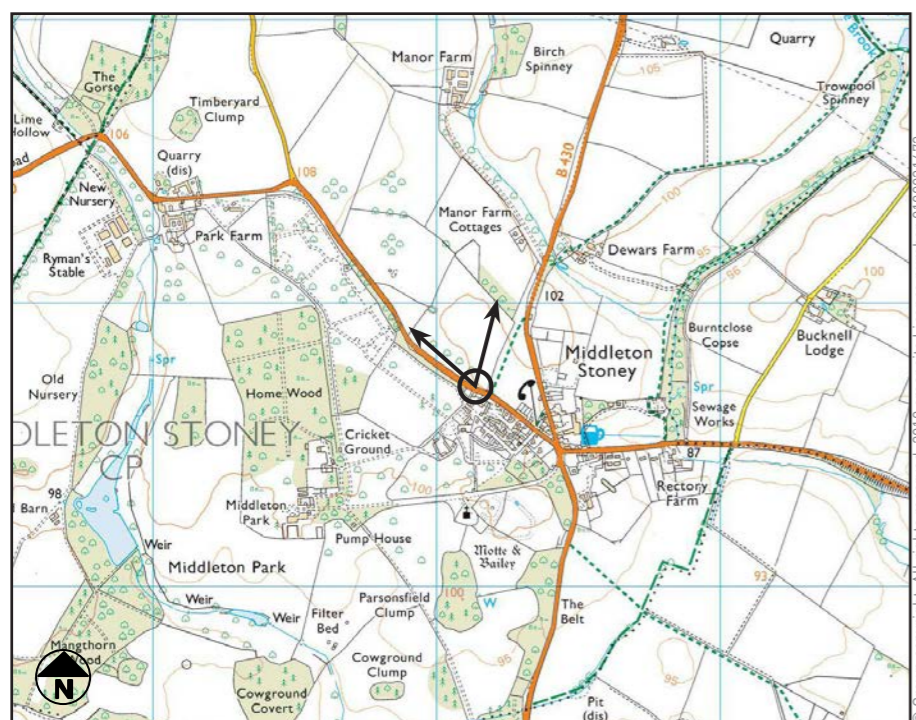 The
Gorse
Timberyard
Clump
Manor Farm
Birch
Spinney
Quarry
Brook
Trowpool
Spinney
105
Lime
Hollow
106
Quarry
(dis)
108
B 430
100
New
Nursery
Park Farm
Ryman's
Stable
Manor Farm
Cottages
Dewars Farm
95
96
100
102
Burntclose
Copse
Bucknell
Lodge
Middleton
Stoney
Spr
Spr
Sewage
Works
Old
Nursery
Home Wood
DLETON STONEY
CP
Cricket
Ground
100
87
Rectory
Farm
98
Barn
Middleton
Park
Pump House
Motte &
Bailey
Weir
Middleton Park
93
Weir
Weir
Filter
Bed
Parsonsfield
Clump
100
W
The
Belt
Mangthorn
Wood
Cowground
Clump
95
95
N
Cowground
Covert
Pit
(dis)